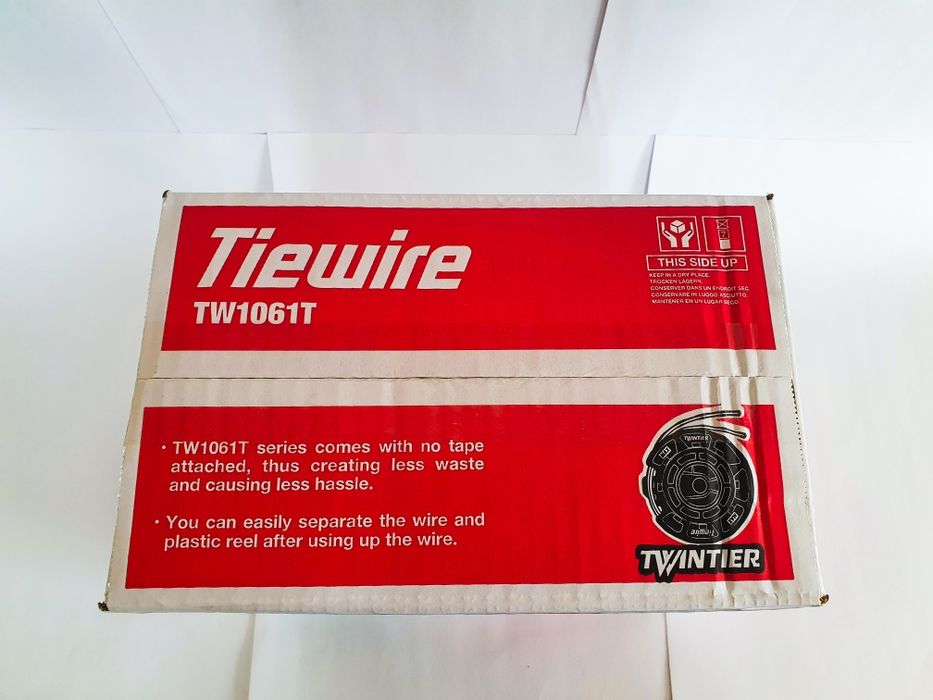 Tiewire
TW1061T
THIS SIDE UP
KEEP IN A DRY PLACE.
TROCKEN LAGERN.
CONSERVER DANS UN ENDROIT SEC.
CONSERVARE IN LUOGO ASCIUTTO.
MANTENER EN UN LUGAR SECO.
· TW1061T series comes with no tape
attached, thus creating less waste
and causing less hassle.
· You can easily separate the wire and
plastic reel after using up the wire.
TWINTIER
Tiewire
TWINTIER